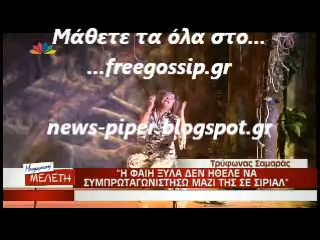 Μάθετε τα όλα στο...
...freegossip.gr
news-piper.blogspot.gr
Τρύφωνας Σαμαράς
Μεσημεριανή
ΜΕΛΕΤΗ
"Η ΦΑΙΗ ΞΥΛΑ ΔΕΝ ΗΘΕΛΕ ΝΑ
ΣΥΜΠΡΩΤΑΓΩΝΙΣΤΗΣΩ ΜΑΖΙ ΤΗΣ ΣΕ ΣΙΡΙΑΛ"